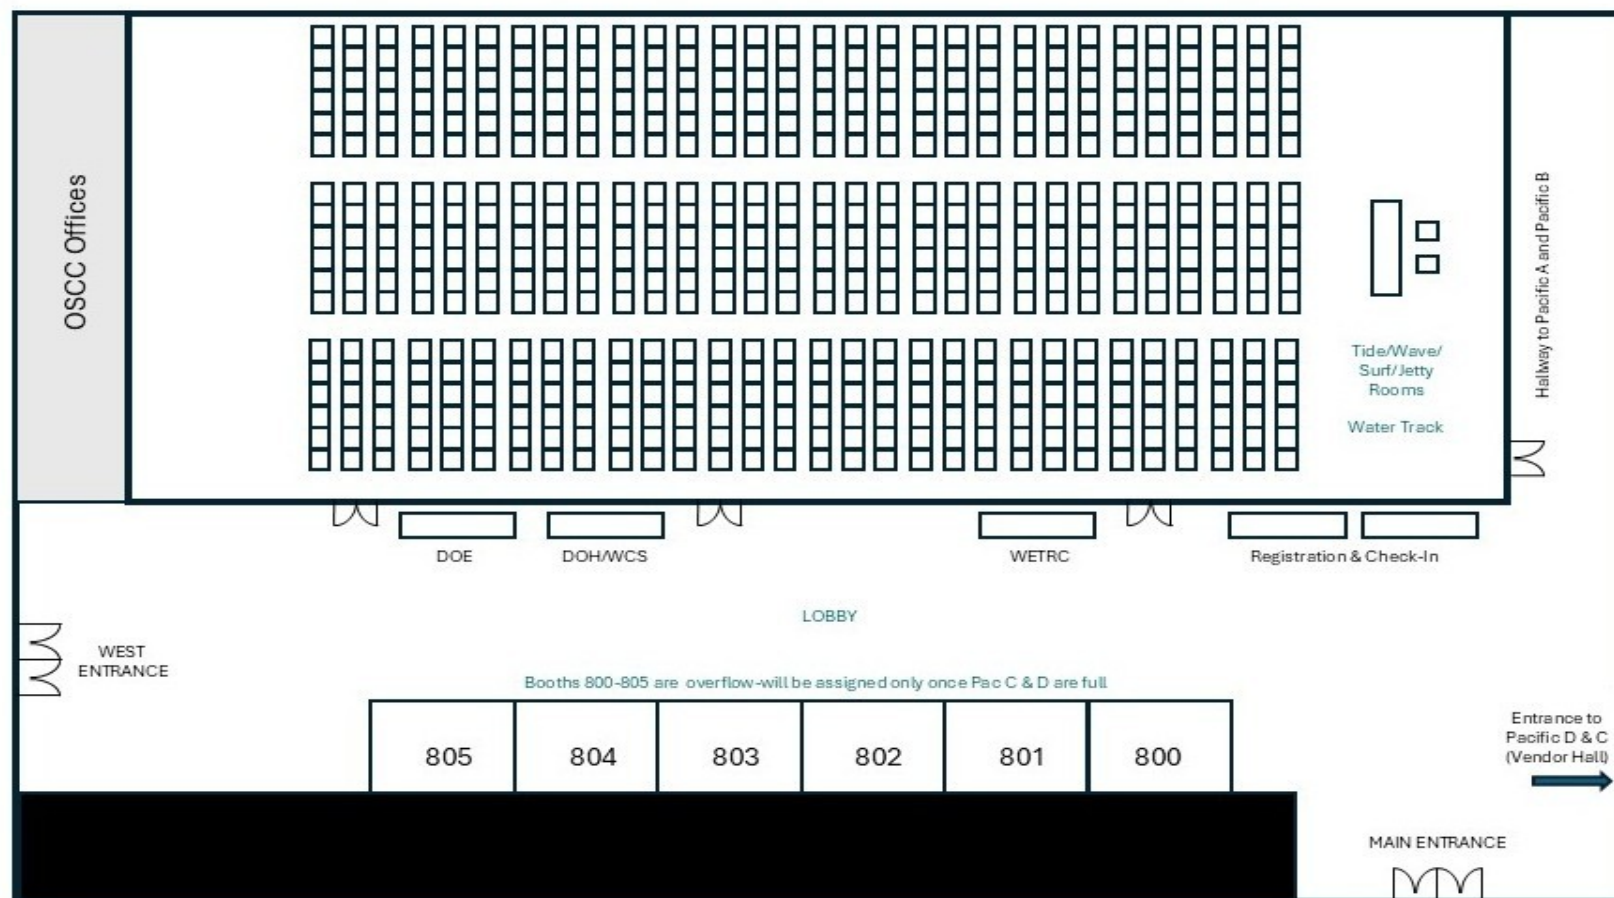 OSCC Offices
Hallway to Pacific A and Pacific B
Tide/Wave/
Surf/Jetty
Rooms
Water Track
DOE
DOH/WCS
WETRC
Registration & Check-In
LOBBY
WEST
ENTRANCE
Booths 800-805 are overflow-will be assigned only once Pac C & D are full
805
804
803
802
801
800
Entrance to
Pacific D & C
(Vendor Hall)
MAIN ENTRANCE